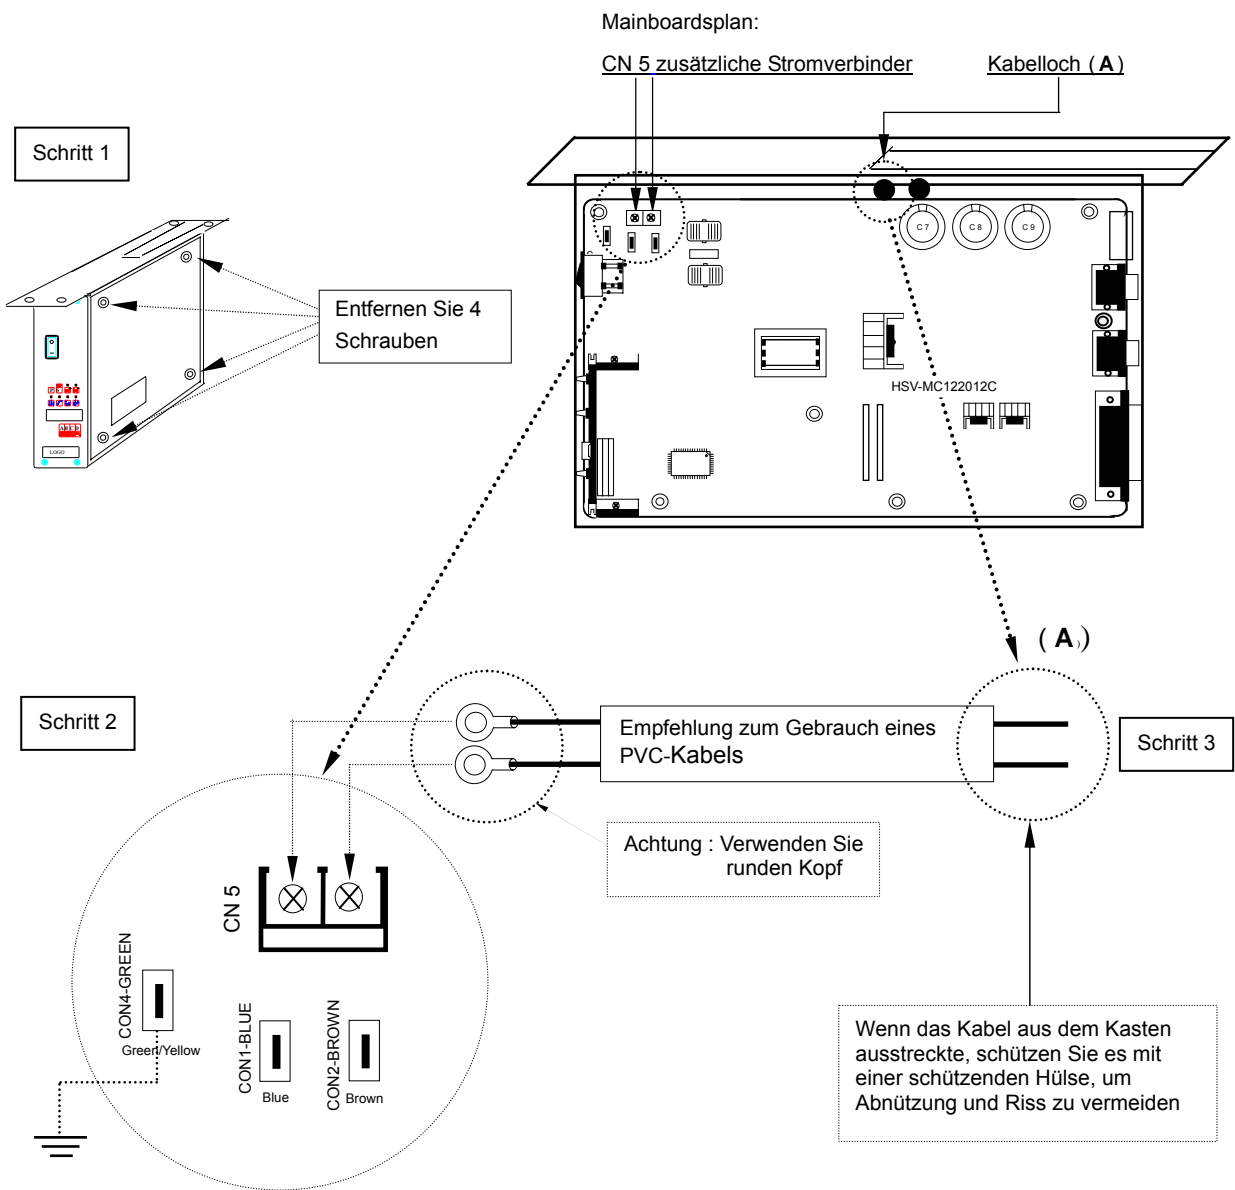 Mainboardsplan:
CN 5 zusätzliche Stromverbinder
Kabelloch (A)
Schritt 1
Entfernen Sie 4
Schrauben
LOGO
A B C D
C7
C8
C9
HSV-MC122012C
(A)
Schritt 2
Empfehlung zum Gebrauch eines
PVC-Kabels
Schritt 3
Achtung : Verwenden Sie
runden Kopf
CN 5
CON4-GREEN
Green/Yellow
CON1-BLUE
Blue
CON2-BROWN
Brown
Wenn das Kabel aus dem Kasten
ausstreckte, schützen Sie es mit
einer schützenden Hülse, um
Abnützung und Riss zu vermeiden